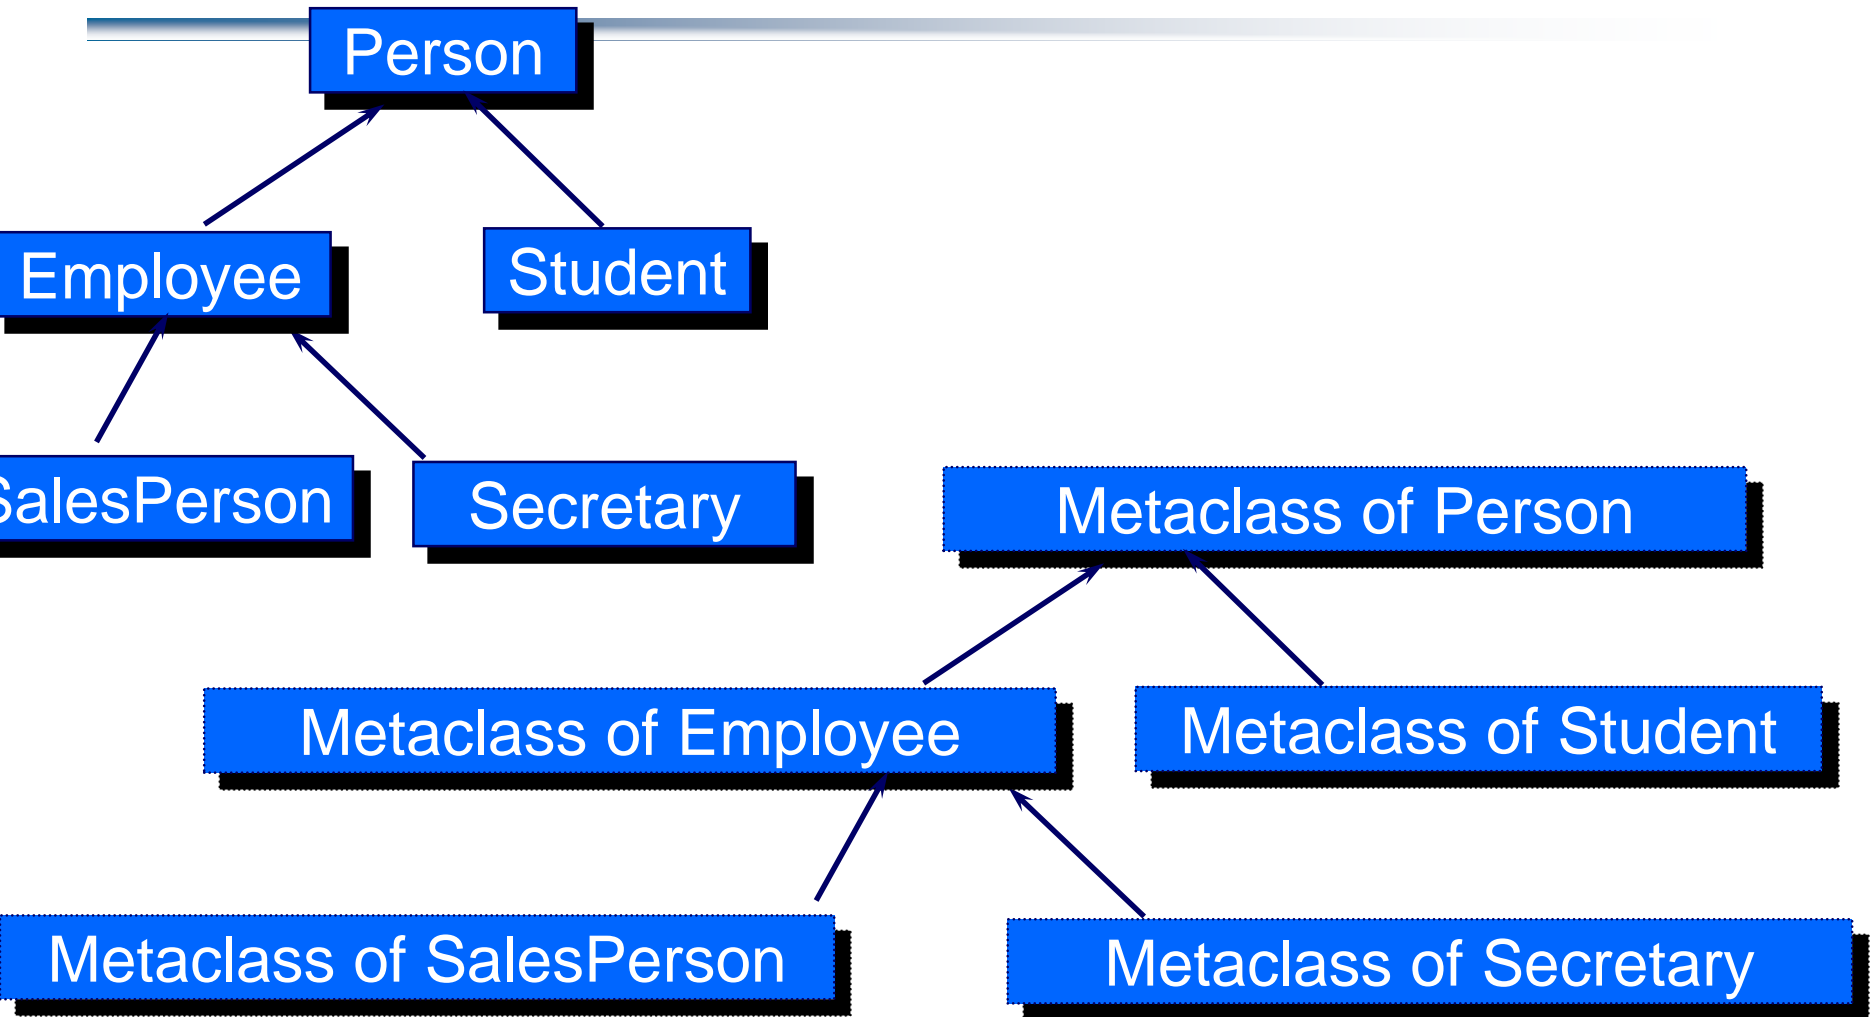 Person
Employee
Student
SalesPerson
Secretary
Metaclass of Person
Metaclass of Employee
Metaclass of Student
Metaclass of SalesPerson
Metaclass of Secretary